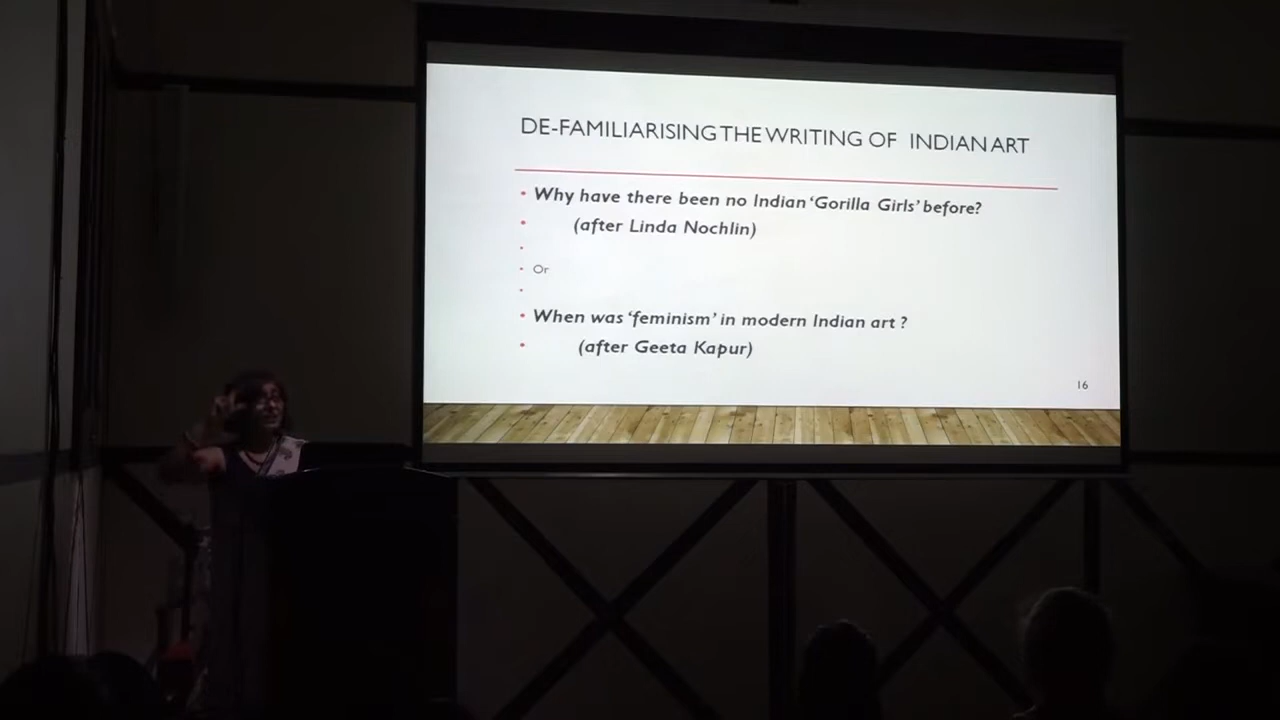 DE-FAMILIARISING THE WRITING OF INDIAN ART
Why have there been no Indian ‘Gorilla Girls’ before?
(after Linda Nochlin)
Or
When was ‘feminism’ in modern Indian art ?
(after Geeta Kapur)
16